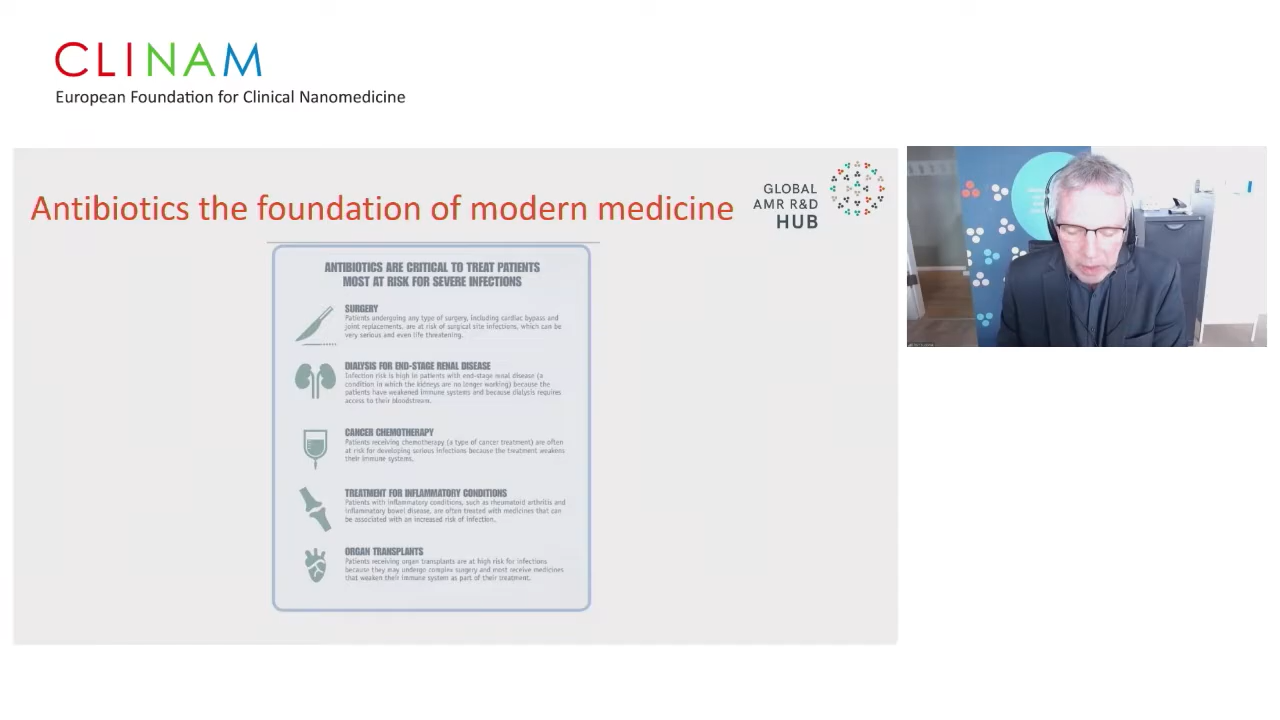 CLINAM
European Foundation for Clinical Nanomedicine
Antibiotics the foundation of modern medicine
GLOBAL
AMR R&D
HUB
ANTIBIOTICS ARE CRITICAL TO TREAT PATIENTS
MOST AT RISK FOR SEVERE INFECTIONS
SURGERY
Patients undergoing any type of surgery, including cardiac bypass and
joint replacements, are at risk of surgical site infections, which can be
very serious and even life threatening.
DIALYSIS FOR END-STAGE RENAL DISEASE
Infection risk is high in patients with end-stage renal disease (a
condition in which the kidneys are no longer working) because the
patients have weakened immune systems and because dialysis requires
access to their bloodstream.
CANCER CHEMOTHERAPY
Patients receiving chemotherapy (a type of cancer treatment) are often
at risk for developing serious infections because the treatment weakens
their immune systems.
TREATMENT FOR INFLAMMATORY CONDITIONS
Patients with inflammatory conditions, such as rheumatoid arthritis and
inflammatory bowel disease, are often treated with medicines that can
be associated with an increased risk of infection.
ORGAN TRANSPLANTS
Patients receiving organ transplants are at high risk for infections
because they may undergo complex surgery and most receive medicines
that weaken their immune system as part of their treatment.